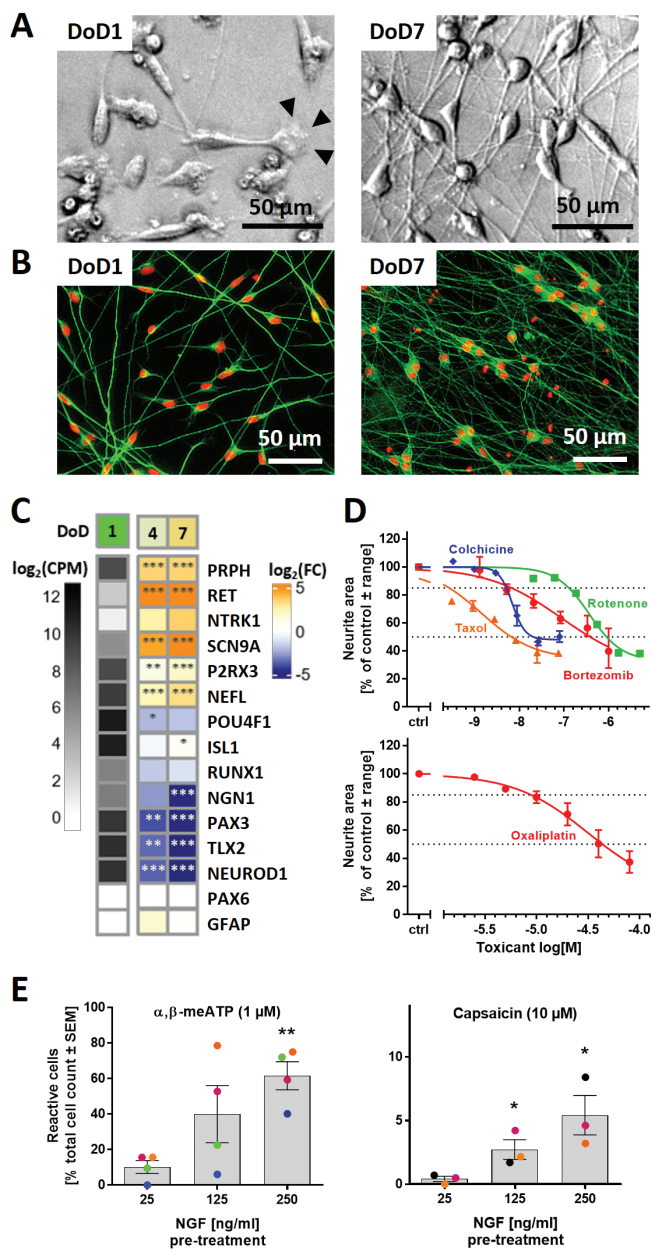 A
DoD1
DoD7
50 µm
50 µm
B
DoD1
DoD7
50 µm
50 µm
C
DoD 1 4 7
log2(CPM)
12
10
8
6
4
2
0
*** *** PRPH
*** *** RET
NTRK1
*** *** SCN9A
** *** P2RX3
*** *** NEFL
* POU4F1
* ISL1
RUNX1
*** NGN1
** *** PAX3
** *** TLX2
*** *** NEUROD1
PAX6
GFAP
log2(FC)
5
-5
D
Neurite area
[% of control ± range]
120
100
80
60
40
20
0
Colchicine
Rotenone
Taxol
Bortezomib
ctrl -9 -8 -7 -6
Neurite area
[% of control ± range]
120
100
80
60
40
20
0
Oxaliplatin
ctrl -5.5 -5.0 -4.5 -4.0
Toxicant log[M]
E
Reactive cells
[% total cell count ± SEM]
α,β-meATP (1 µM)
100
80
60
40
20
0
**
25 125 250
NGF [ng/ml]
pre-treatment
Capsaicin (10 µM)
10
5
0
*
*
25 125 250
NGF [ng/ml]
pre-treatment